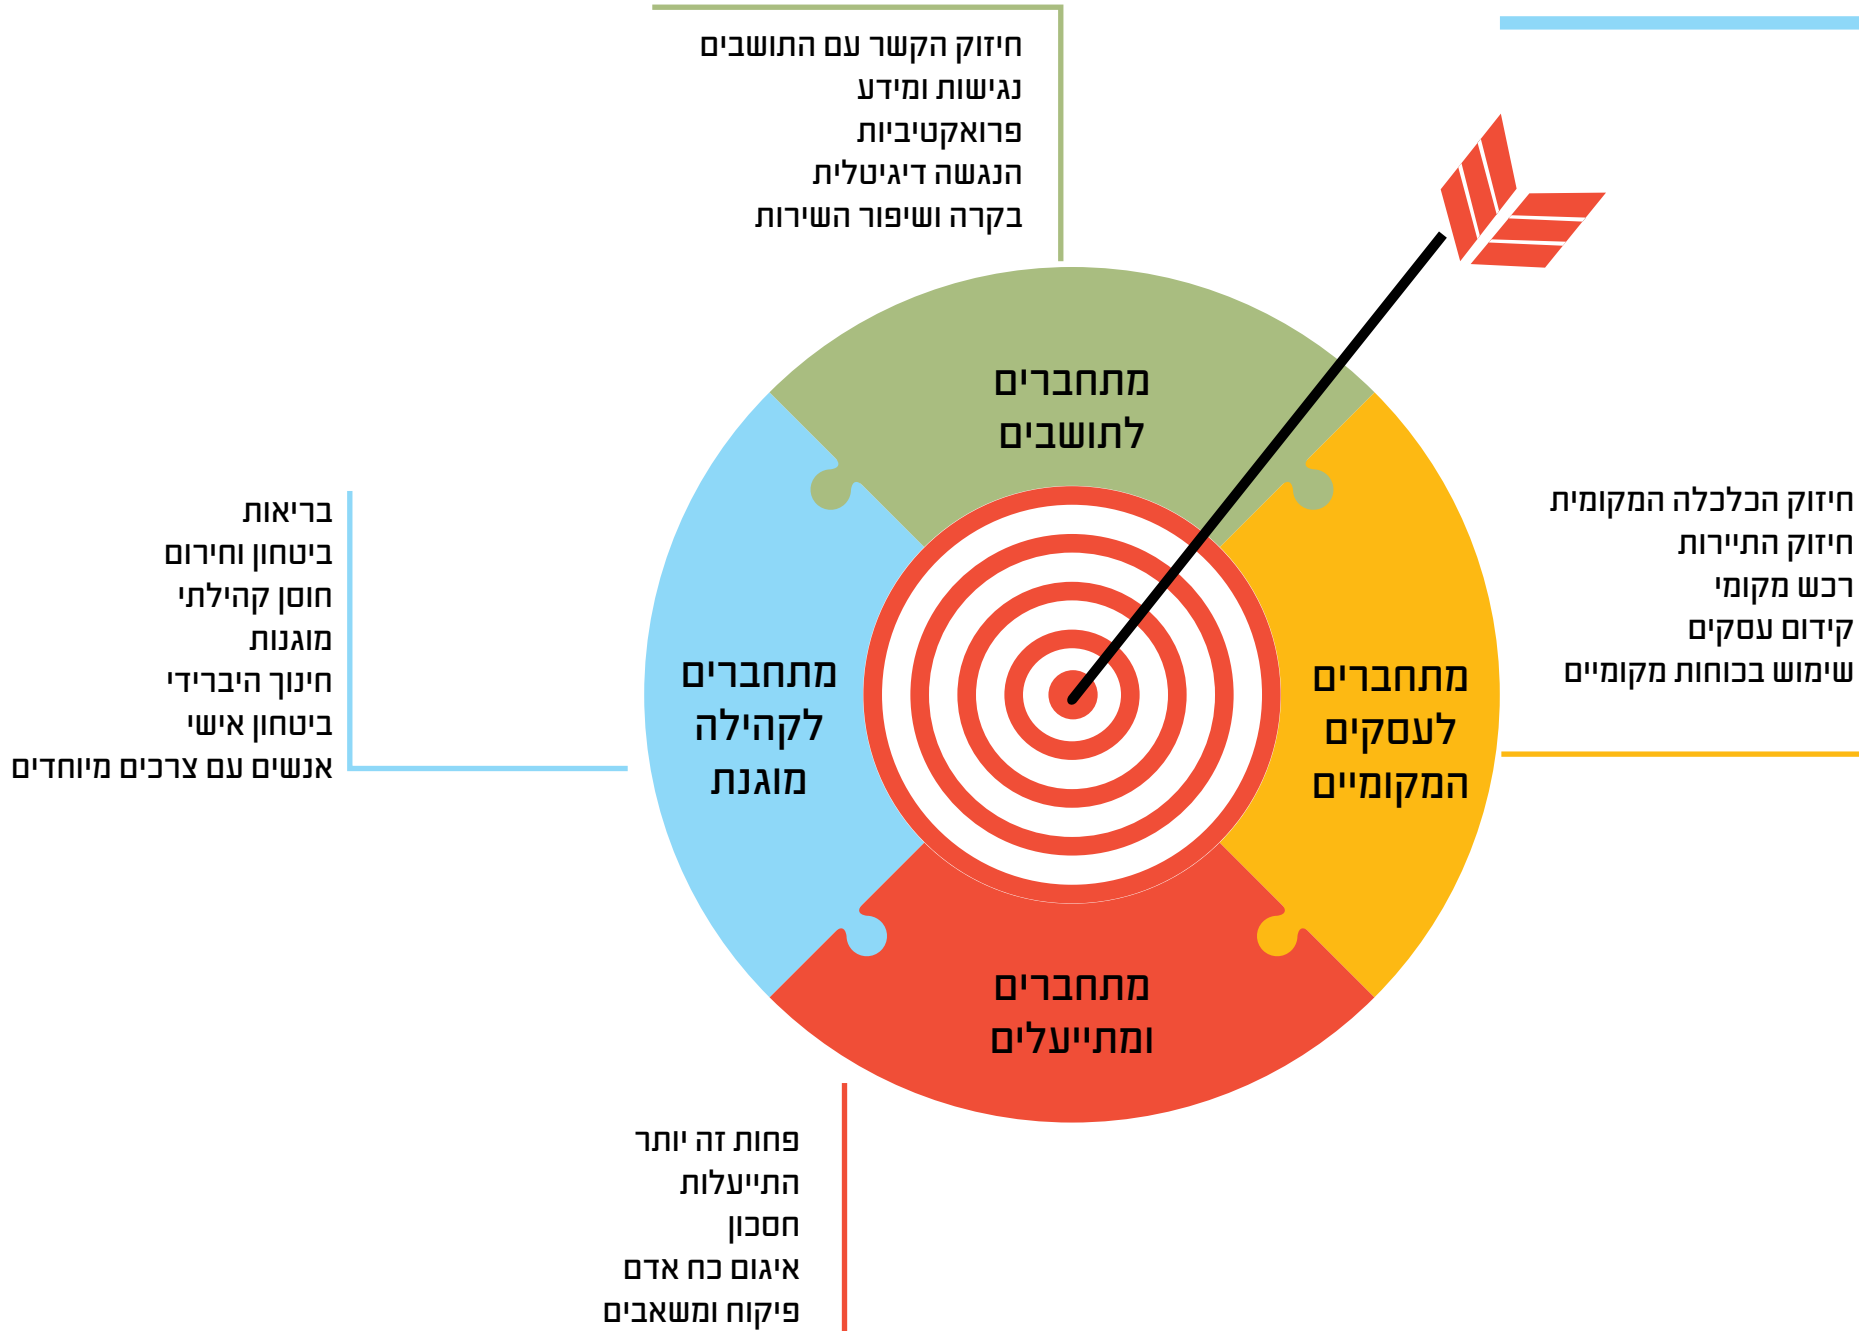 חיזוק הקשר עם התושבים
נגישות ומידע
פרואקטיביות
הנגשה דיגיטלית
בקרה ושיפור השירות
מתחברים
לתושבים
חיזוק הכלכלה המקומית
חיזוק התיירות
רכש מקומי
קידום עסקים
שימוש בכוחות מקומיים
מתחברים
לעסקים
המקומיים
מתחברים
לקהילה
מוגנת
בריאות
ביטחון וחירום
חוסן קהילתי
מוגנות
חינוך היברידי
ביטחון אישי
אנשים עם צרכים מיוחדים
מתחברים
ומתייעלים
פחות זה יותר
התייעלות
חסכון
איגום כח אדם
פיקוח ומשאבים